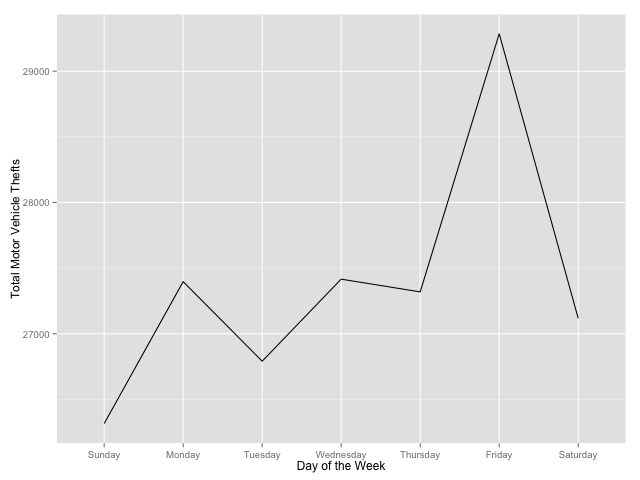 29000
28000
27000
Total Motor Vehicle Thefts
Sunday Monday Tuesday Wednesday Thursday Friday Saturday
Day of the Week